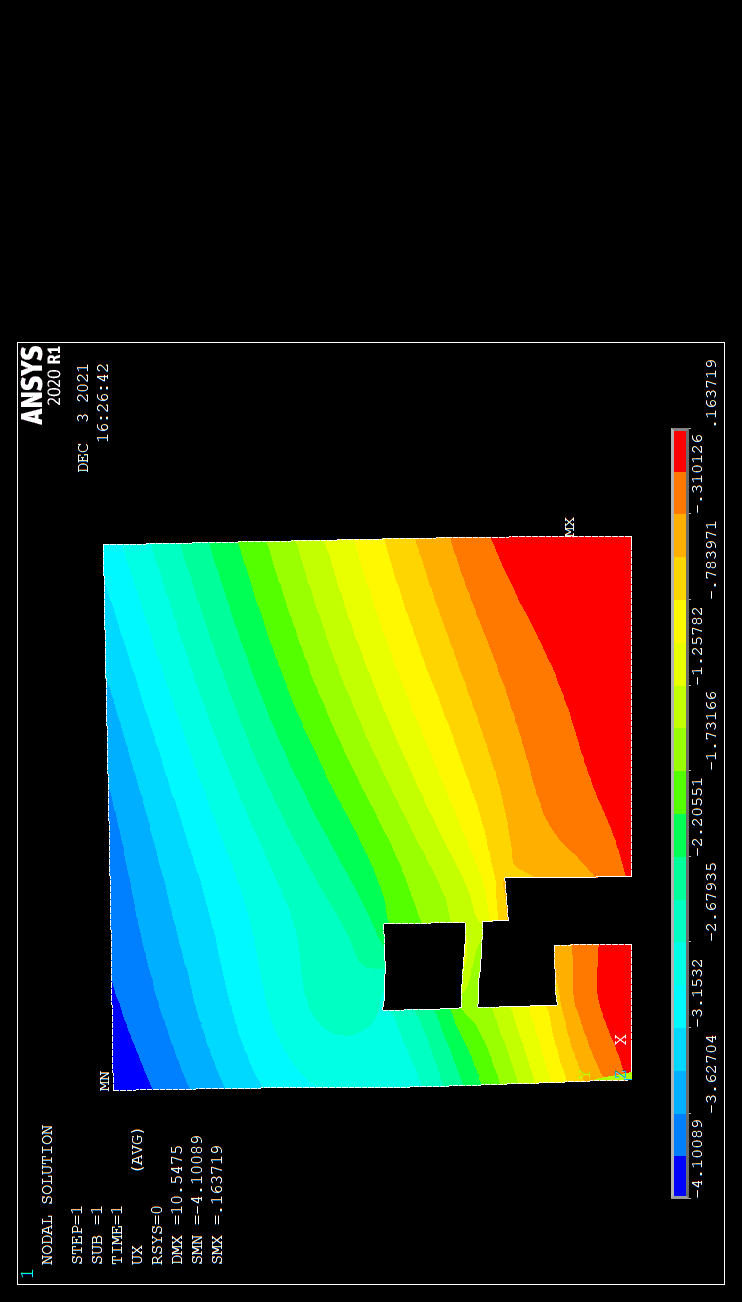 1
NODAL SOLUTION
STEP=1
SUB =1
TIME=1
UX (AVG)
RSYS=0
DMX =10.5475
SMN =-4.10089
SMX =.163719
ANSYS
2020 R1
DEC 3 2021
16:26:42
MN
MX
Y
Z X
-4.10089 -3.62704 -3.1532 -2.67935 -2.20551 -1.73166 -1.25782 -.783971 -.310126 .163719